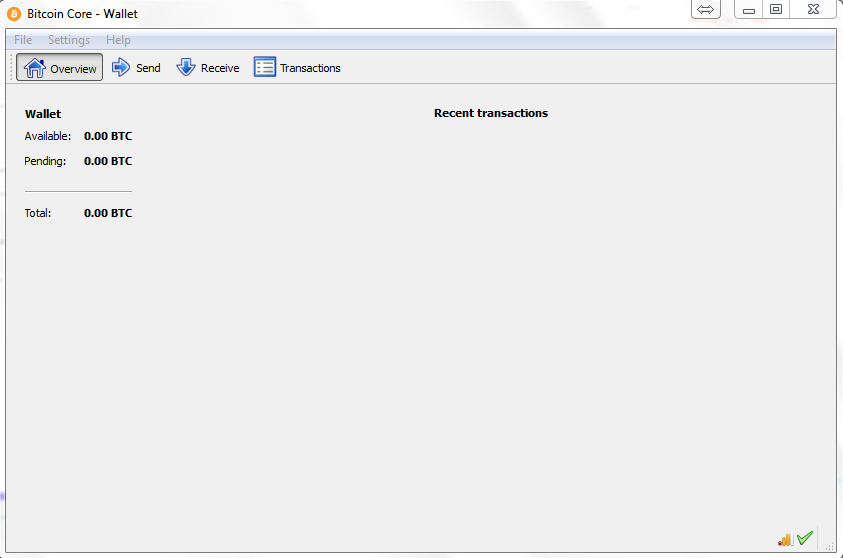 Bitcoin Core - Wallet
File Settings Help
Overview Send Receive Transactions
Wallet Recent transactions
Available: 0.00 BTC
Pending: 0.00 BTC
Total: 0.00 BTC